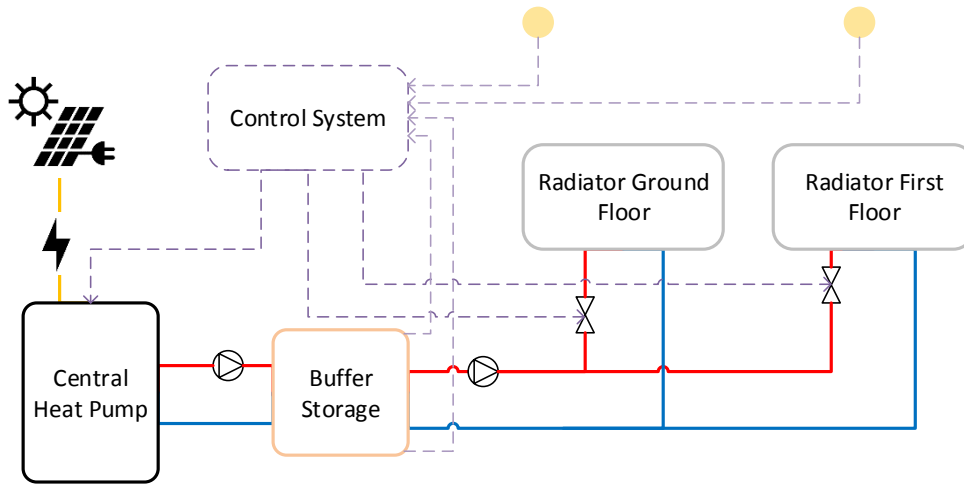 Control System
Radiator Ground
Floor
Radiator First
Floor
Central
Heat Pump
Buffer
Storage